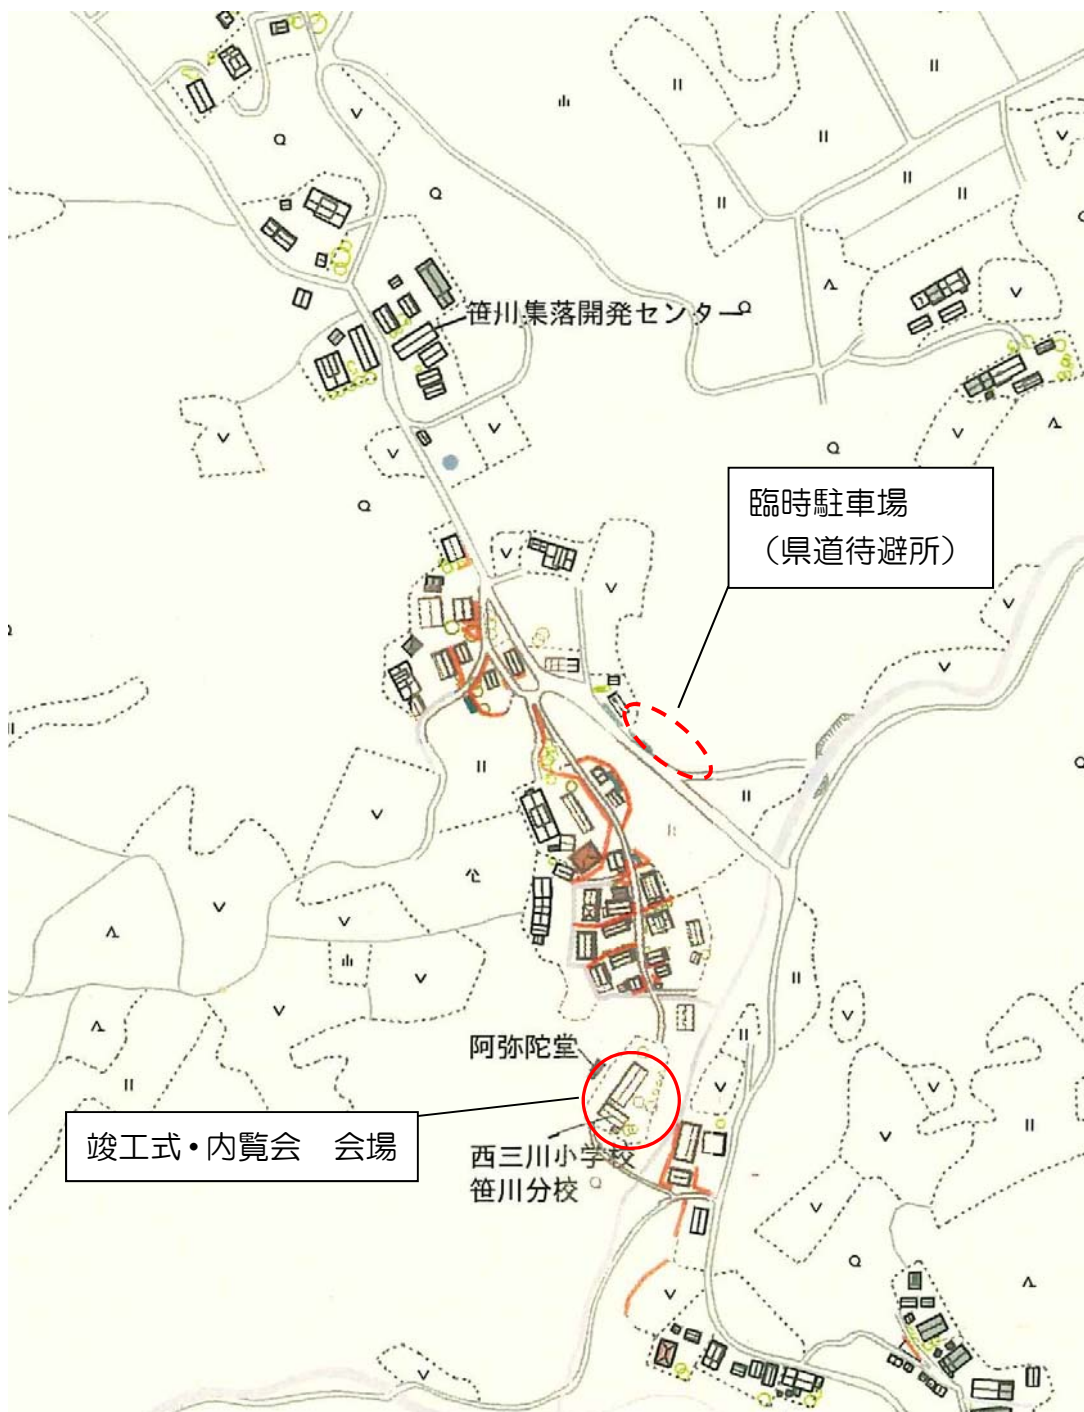 笹川集落開発センター
臨時駐車場
（県道待避所）
阿弥陀堂
竣工式・内覧会　会場
西三川小学校
笹川分校